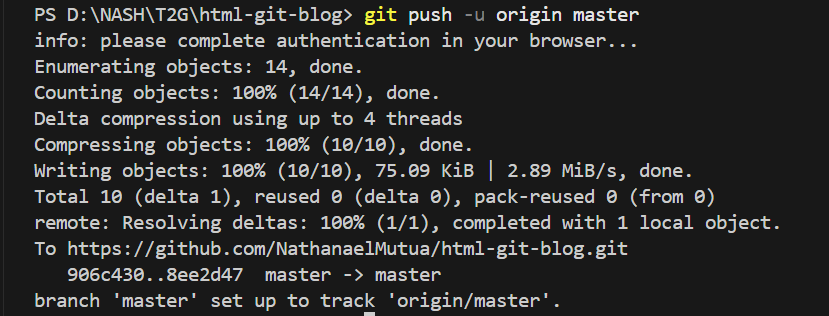 PS D:\NASH\T2G\html-git-blog> git push -u origin master
info: please complete authentication in your browser...
Enumerating objects: 14, done.
Counting objects: 100% (14/14), done.
Delta compression using up to 4 threads
Compressing objects: 100% (10/10), done.
Writing objects: 100% (10/10), 75.09 KiB | 2.89 MiB/s, done.
Total 10 (delta 1), reused 0 (delta 0), pack-reused 0 (from 0)
remote: Resolving deltas: 100% (1/1), completed with 1 local object.
To https://github.com/NathanaelMutua/html-git-blog.git
   906c430..8ee2d47  master -> master
branch 'master' set up to track 'origin/master'.